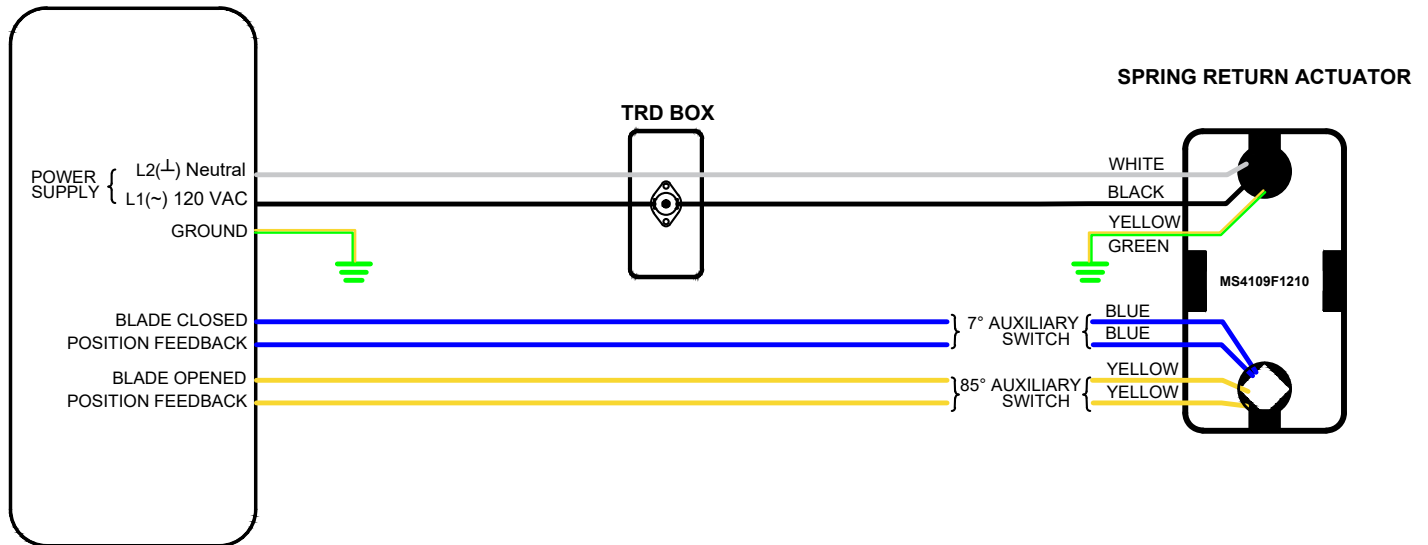 SPRING RETURN ACTUATOR
TRD BOX
POWER
SUPPLY
L2(┴) Neutral
L1(~) 120 VAC
GROUND
WHITE
BLACK
YELLOW
GREEN
MS4109F1210
BLADE CLOSED
POSITION FEEDBACK
7° AUXILIARY
SWITCH
BLUE
BLUE
BLADE OPENED
POSITION FEEDBACK
85° AUXILIARY
SWITCH
YELLOW
YELLOW